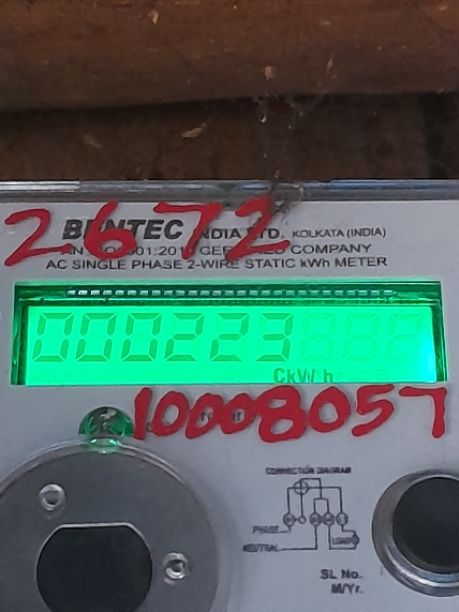 2672
BENTEC INDIA LTD. KOLKATA (INDIA)
COMPANY
AC SINGLE PHASE 2-WIRE STATIC kWh METER
000223
CkWh
10008057
CONNECTION DIAGRAM
PHASE
NEUTRAL
LOAD
SL No.
M/Yr.